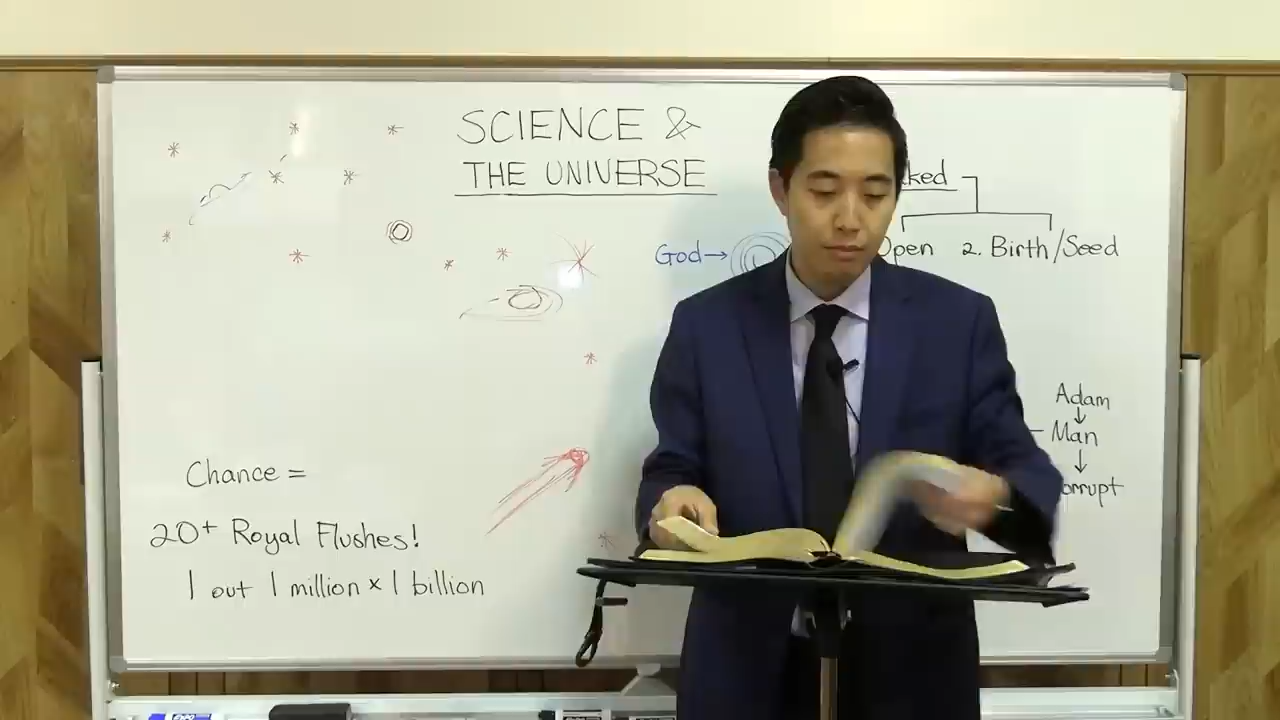 SCIENCE &
THE UNIVERSE
God→
2. Birth/Seed
Adam
Man
Chance =
20+ Royal Flushes!
1 out 1 million × 1 billion